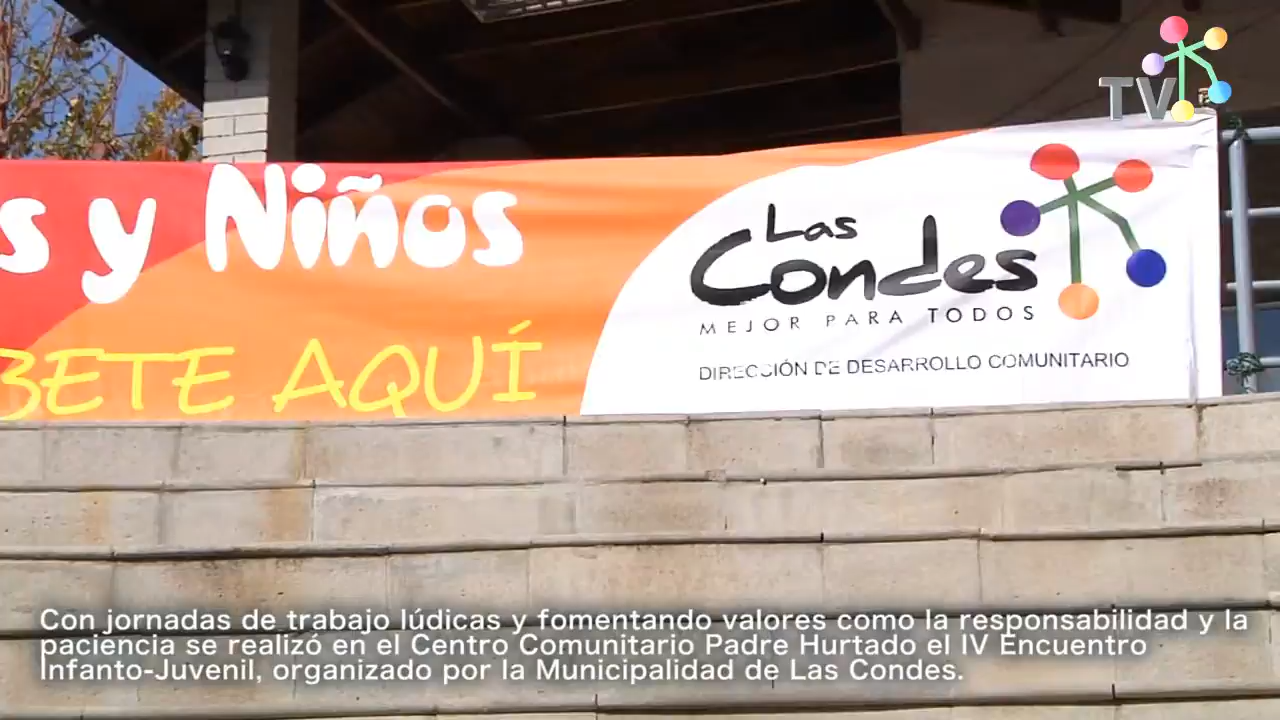 TV
s y Niños
BETE AQUÍ
Las
Condes
MEJOR PARA TODOS
DIRECCIÓN DE DESARROLLO COMUNITARIO
Con jornadas de trabajo lúdicas y fomentando valores como la responsabilidad y la
paciencia se realizó en el Centro Comunitario Padre Hurtado el IV Encuentro
Infanto-Juvenil, organizado por la Municipalidad de Las Condes.